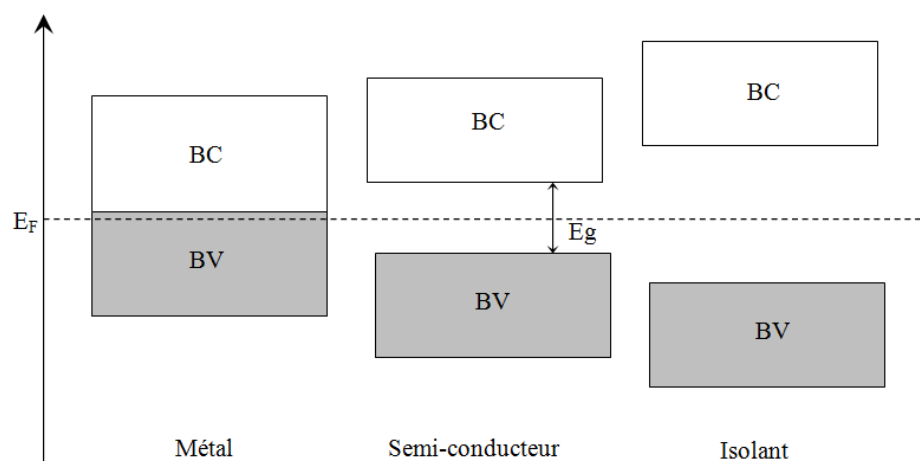 BC
BC
BC
E_F
Eg
BV
BV
BV
Métal
Semi-conducteur
Isolant